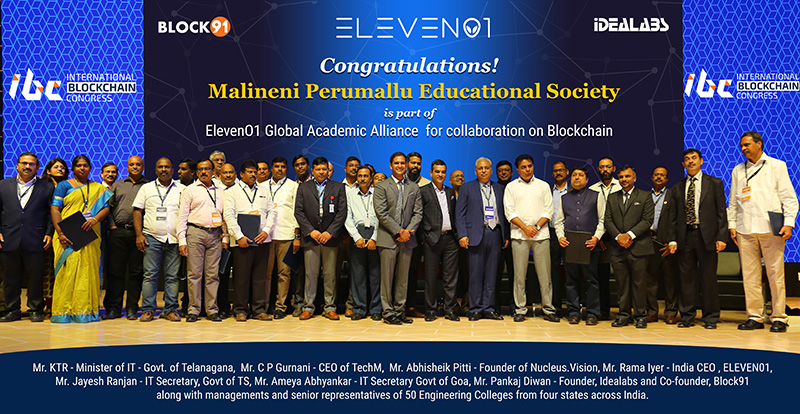 BLOCK91
ELEVEN01
iDEALABS
Congratulations!
Malineni Perumallu Educational Society
is part of
Eleven01 Global Academic Alliance for collaboration on Blockchain
ibc INTERNATIONAL BLOCKCHAIN CONGRESS
ibc INTERNATIONAL BLOCKCHAIN CONGRESS
Mr. KTR - Minister of IT - Govt. of Telanagana, Mr. C P Gurnani - CEO of TechM, Mr. Abhisheik Pitti - Founder of Nucleus.Vision, Mr. Rama Iyer - India CEO , ELEVEN01,
Mr. Jayesh Ranjan - IT Secretary, Govt of TS, Mr. Ameya Abhyankar - IT Secretary Govt of Goa, Mr. Pankaj Diwan - Founder, Idealabs and Co-founder, Block91
along with managements and senior representatives of 50 Engineering Colleges from four states across India.